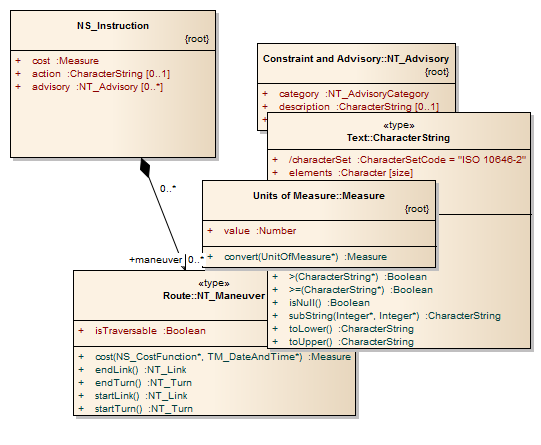 NS_Instruction
{root}
+ cost :Measure
+ action :CharacterString [0..1]
+ advisory :NT_Advisory [0..*]
Constraint and Advisory::NT_Advisory
{root}
+ category :NT_AdvisoryCategory
+ description :CharacterString [0..1]
+
«type»
Text::CharacterString
+ /characterSet :CharacterSetCode = "ISO 10646-2"
+ elements :Character [size]
0..*
Units of Measure::Measure
{root}
+ value :Number
+ convert(UnitOfMeasure*) :Measure
+maneuver 0..*
+ >(CharacterString*) :Boolean
+ >=(CharacterString*) :Boolean
+ isNull() :Boolean
+ subString(Integer*, Integer*) :CharacterString
+ toLower() :CharacterString
+ toUpper() :CharacterString
«type»
Route::NT_Maneuver
+ isTraversable :Boolean
+ cost(NS_CostFunction*, TM_DateAndTime*) :Measure
+ endLink() :NT_Link
+ endTurn() :NT_Turn
+ startLink() :NT_Link
+ startTurn() :NT_Turn